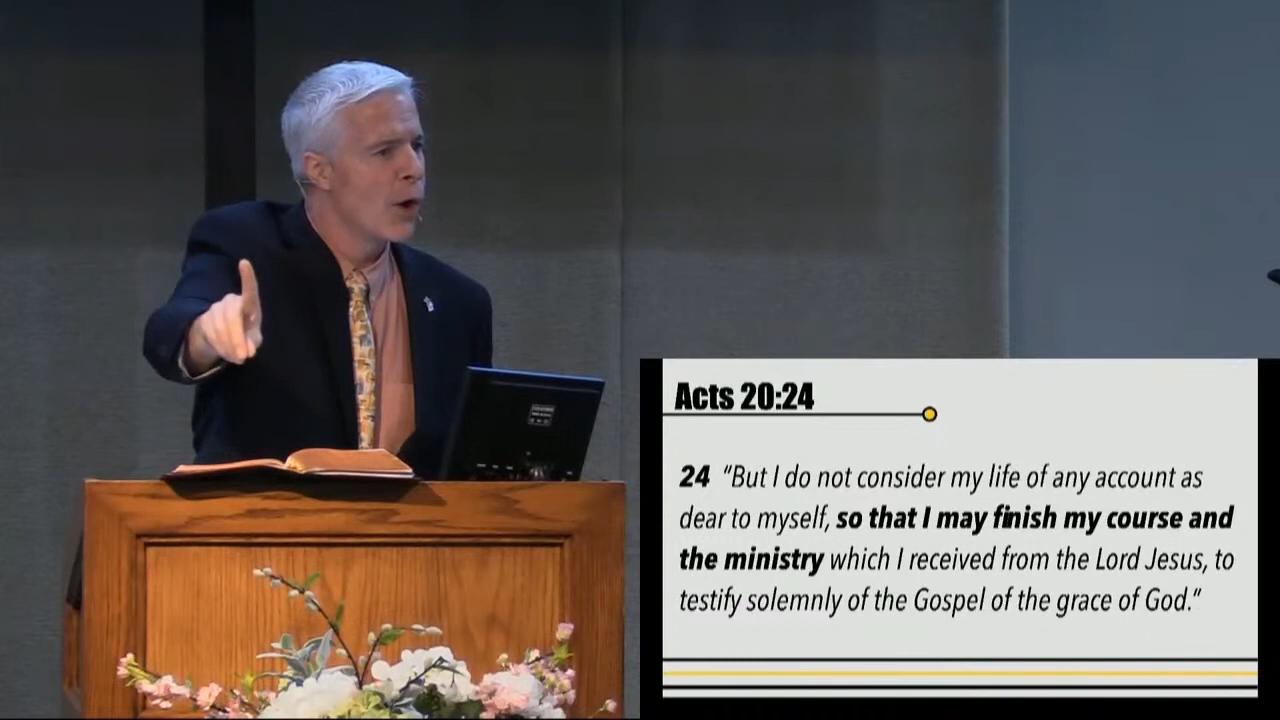 Acts 20:24
24 “But I do not consider my life of any account as
dear to myself, so that I may finish my course and
the ministry which I received from the Lord Jesus, to
testify solemnly of the Gospel of the grace of God.“